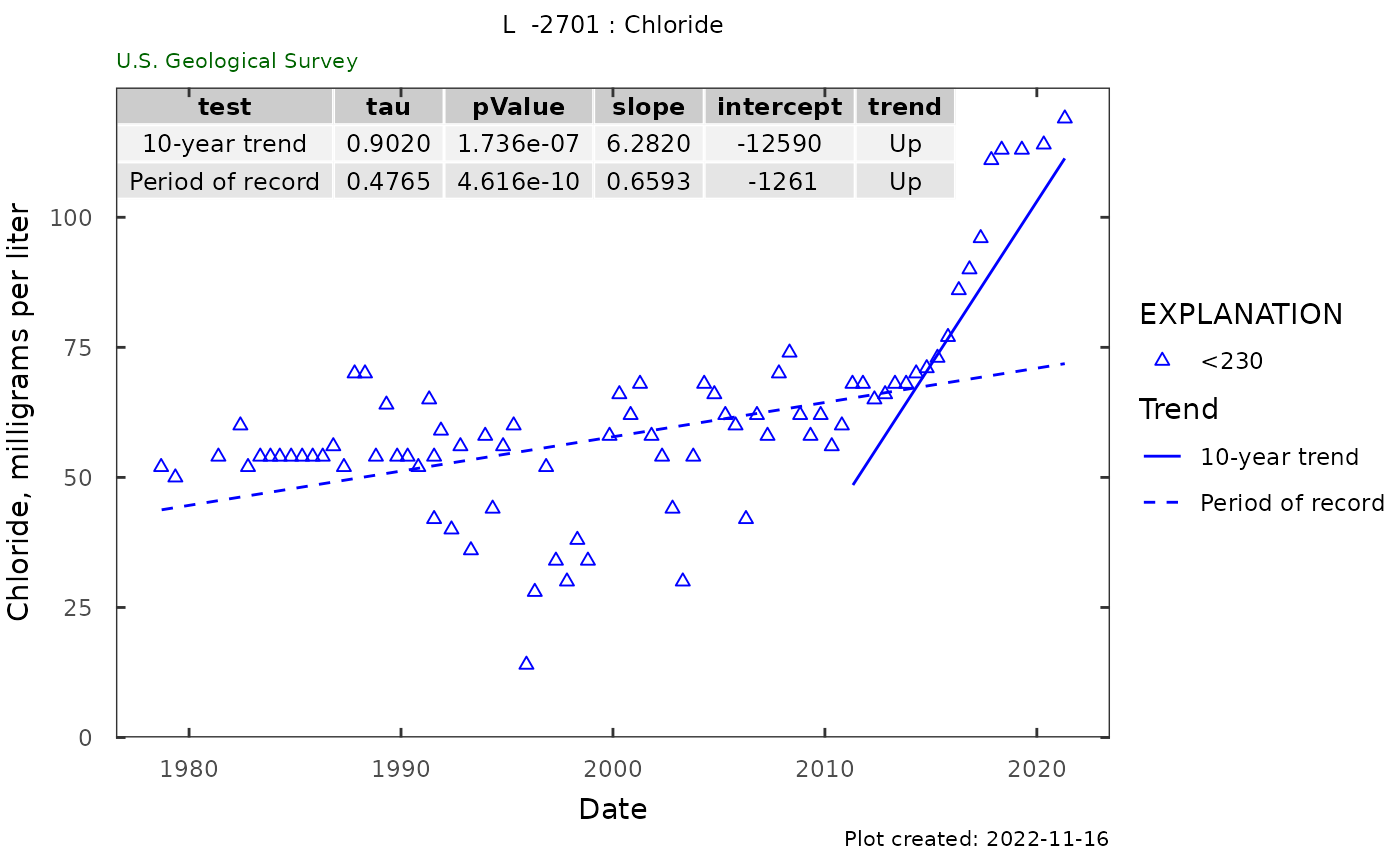 L  -2701 : Chloride
U.S. Geological Survey
test tau pValue slope intercept trend
10-year trend 0.9020 1.736e-07 6.2820 -12590 Up
Period of record 0.4765 4.616e-10 0.6593 -1261 Up
Chloride, milligrams per liter
100
75
50
25
0
1980 1990 2000 2010 2020
Date
EXPLANATION
<230
Trend
10-year trend
Period of record
Plot created: 2022-11-16